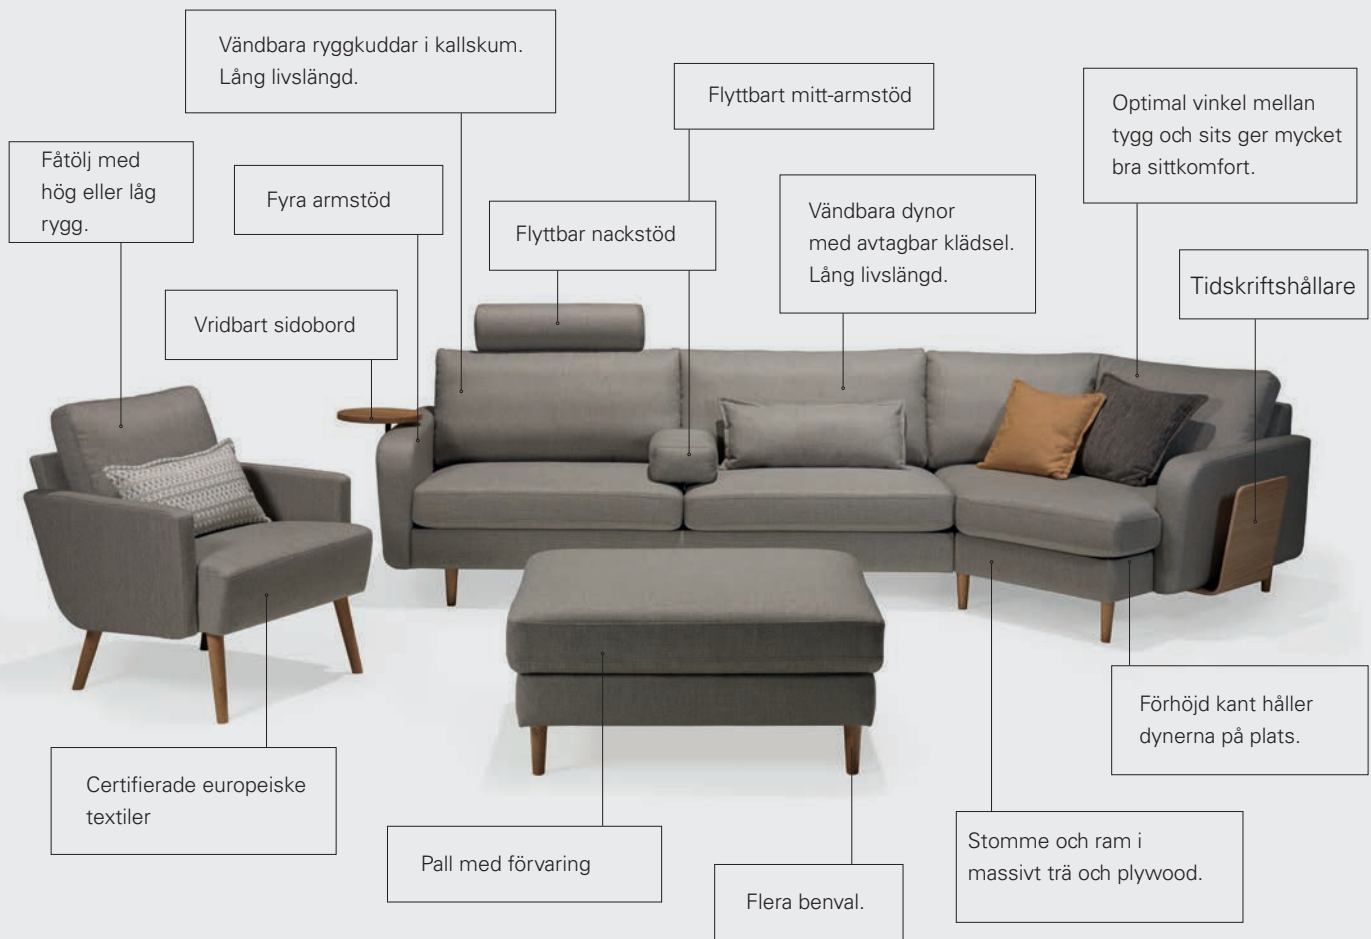 Vändbara ryggkuddar i kallskum.
Lång livslängd.
Flyttbart mitt-armstöd
Optimal vinkel mellan
tygg och sits ger mycket
bra sittkomfort.
Fåtölj med
hög eller låg
rygg.
Fyra armstöd
Flyttbar nackstöd
Vändbara dynor
med avtagbar klädsel.
Lång livslängd.
Tidskriftshållare
Vridbart sidobord
Förhöjd kant håller
dynerna på plats.
Certifierade europeiske
textiler
Pall med förvaring
Stomme och ram i
massivt trä och plywood.
Flera benval.